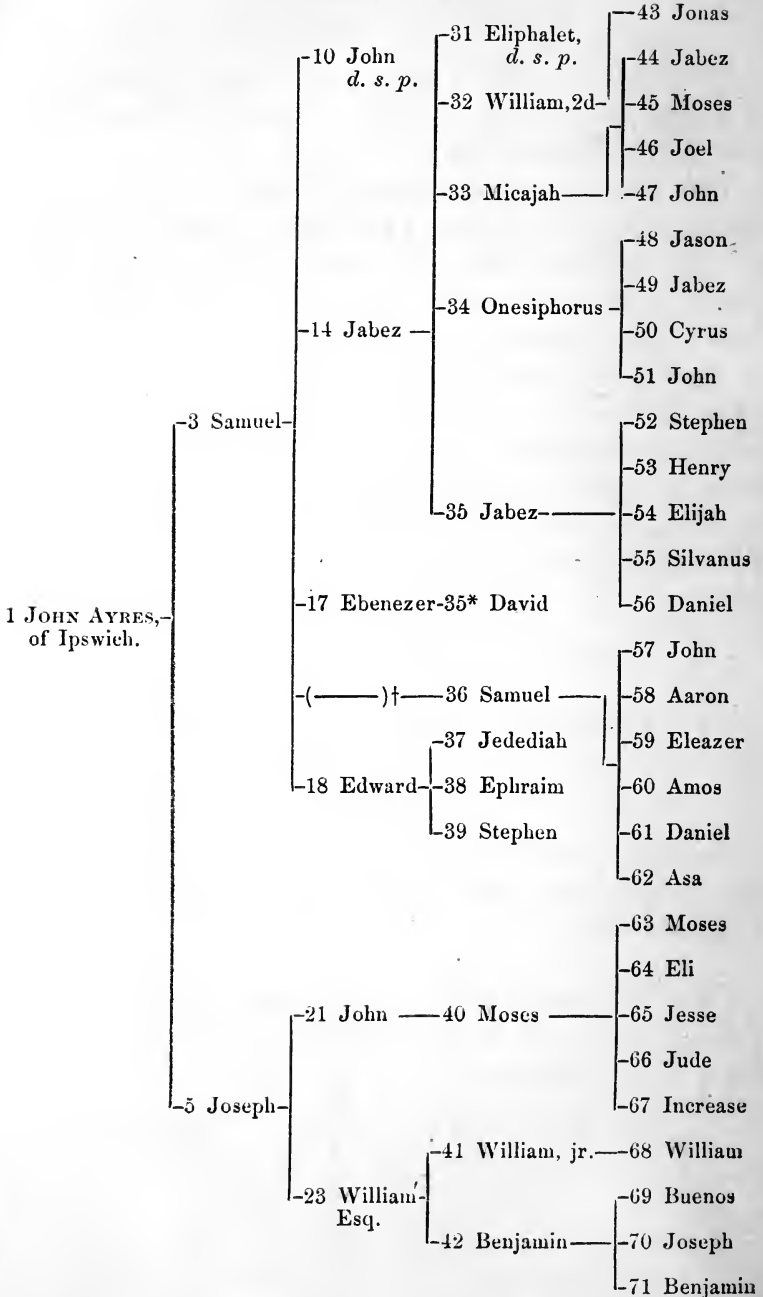 -43 Jonas
-31 Eliphalet,
d. s. p.
-10 John
d. s. p.
-44 Jabez
-32 William,2d-
-45 Moses
-46 Joel
-33 Micajah
-47 John
-48 Jason
-49 Jabez
-34 Onesiphorus
-14 Jabez
-50 Cyrus
-51 John
-3 Samuel-
-52 Stephen
-53 Henry
-35 Jabez-
-54 Elijah
-55 Silvanus
1 JOHN AYRES,-
of Ipswich.
-17 Ebenezer-35* David
-56 Daniel
-57 John
-(———)†—36 Samuel
-58 Aaron
-37 Jedediah
-59 Eleazer
-18 Edward-
-38 Ephraim
-60 Amos
-39 Stephen
-61 Daniel
-62 Asa
-63 Moses
-64 Eli
-21 John —40 Moses
-65 Jesse
-66 Jude
-5 Joseph-
-67 Increase
-41 William, jr.—68 William
-23 William
Esq.
-69 Buenos
-42 Benjamin
-70 Joseph
-71 Benjamin